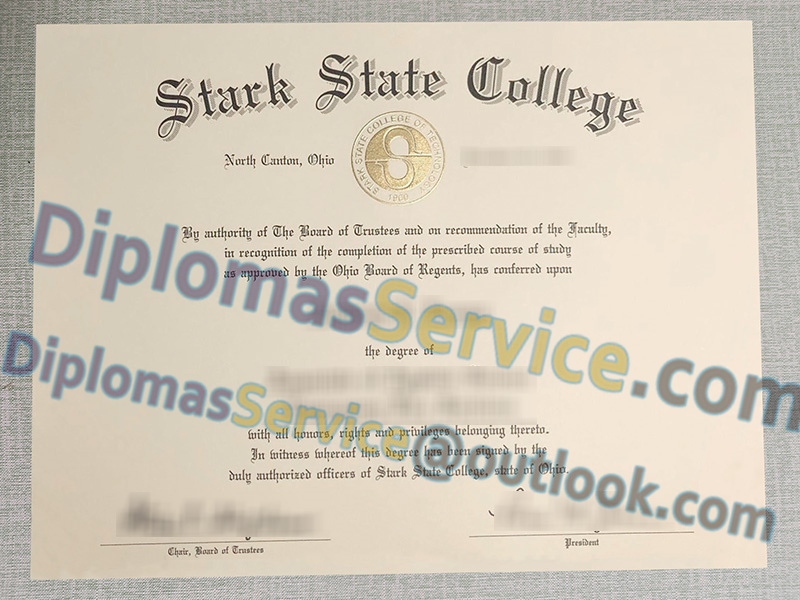 Stark State College
North Canton, Ohio
STARK STATE COLLEGE OF TECHNOLOGY
1960
By authority of The Board of Trustees and on recommendation of the Faculty,
in recognition of the completion of the prescribed course of study
as approved by the Ohio Board of Regents, has conferred upon
DiplomasService.com
the degree of
DiplomasService@outlook.com
with all honors, rights and privileges belonging thereto.
In witness whereof this degree has been signed by the
duly authorized officers of Stark State College, state of Ohio.
Chair, Board of Trustees
President